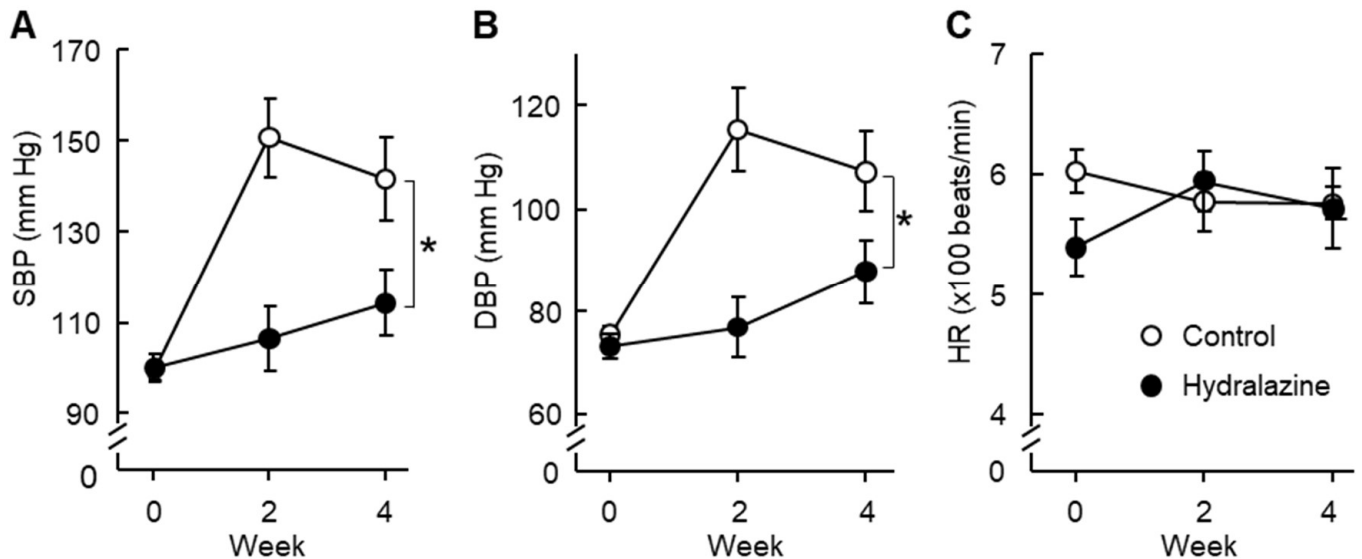 A
SBP (mm Hg)
170
150
130
110
90
0
*
0 2 4
Week
B
DBP (mm Hg)
120
100
80
60
0
*
0 2 4
Week
C
HR (x100 beats/min)
7
6
5
4
0
Control
Hydralazine
0 2 4
Week